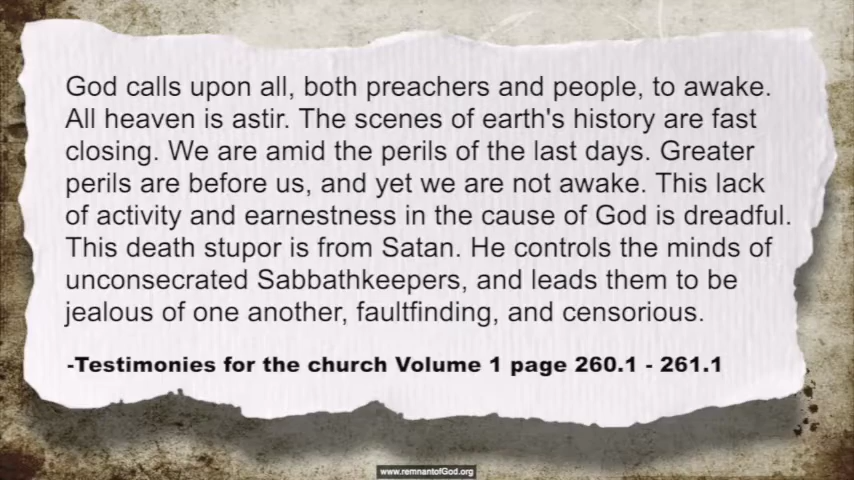 God calls upon all, both preachers and people, to awake.
All heaven is astir. The scenes of earth's history are fast
closing. We are amid the perils of the last days. Greater
perils are before us, and yet we are not awake. This lack
of activity and earnestness in the cause of God is dreadful.
This death stupor is from Satan. He controls the minds of
unconsecrated Sabbathkeepers, and leads them to be
jealous of one another, faultfinding, and censorious.
-Testimonies for the church Volume 1 page 260.1 - 261.1
www.remnantofGod.org